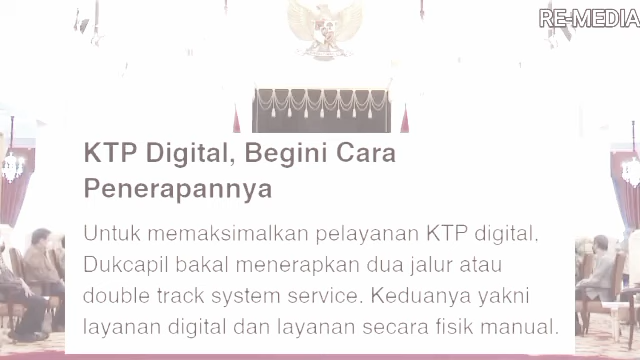 RE-MEDIA
KTP Digital, Begini Cara
Penerapannya
Untuk memaksimalkan pelayanan KTP digital,
Dukcapil bakal menerapkan dua jalur atau
double track system service. Keduanya yakni
layanan digital dan layanan secara fisik manual.